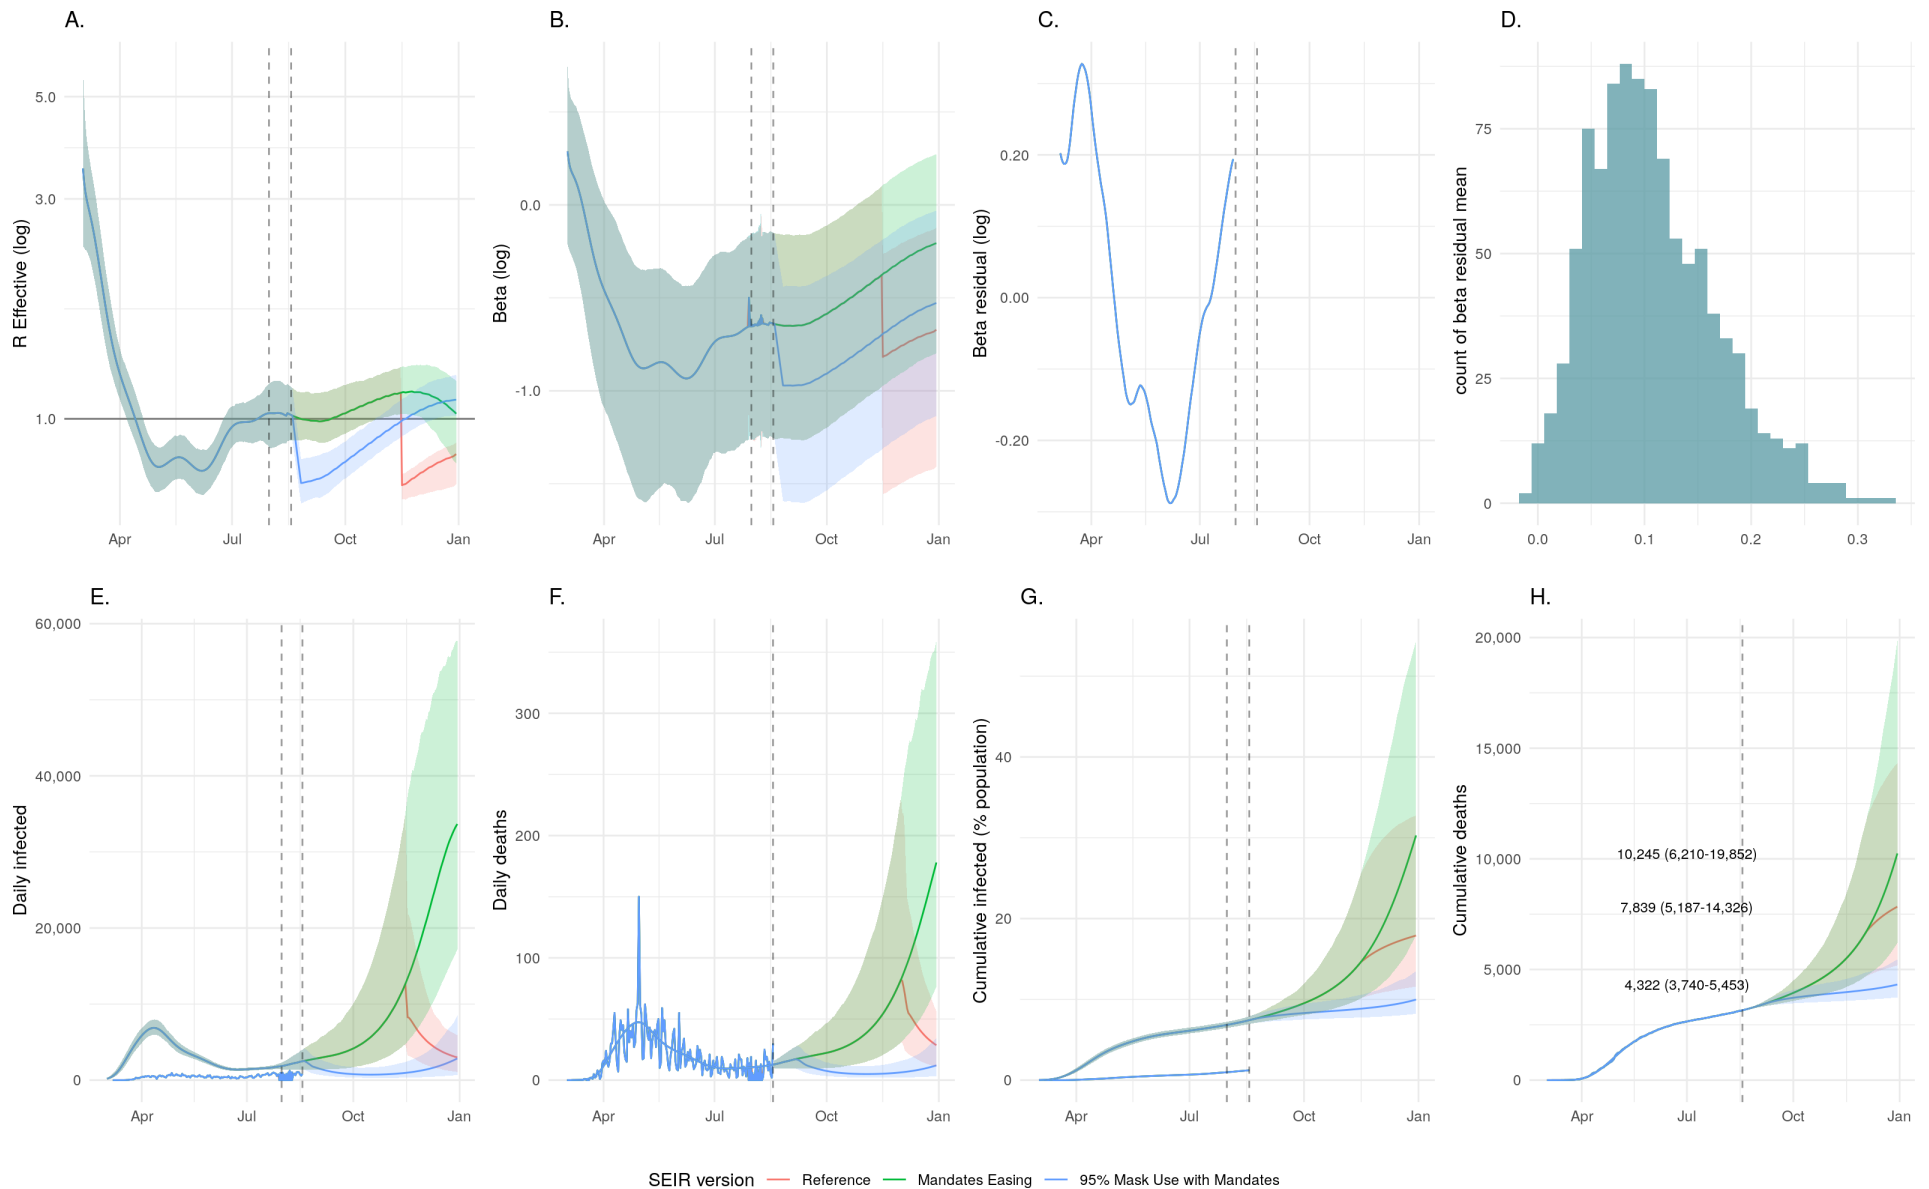 A.
B.
C.
D.
R Effective (log)
5.0
3.0
1.0
Apr
Jul
Oct
Jan
Beta (log)
0.0
-1.0
Apr
Jul
Oct
Jan
Beta residual (log)
0.20
0.00
-0.20
Apr
Jul
Oct
Jan
count of beta residual mean
75
50
25
0
0.0
0.1
0.2
0.3
E.
F.
G.
H.
Daily infected
60,000
40,000
20,000
0
Apr
Jul
Oct
Jan
Daily deaths
300
200
100
0
Apr
Jul
Oct
Jan
Cumulative infected (% population)
40
20
0
Apr
Jul
Oct
Jan
Cumulative deaths
20,000
15,000
10,000
5,000
0
10,245 (6,210-19,852)
7,839 (5,187-14,326)
4,322 (3,740-5,453)
Apr
Jul
Oct
Jan
SEIR version
Reference
Mandates Easing
95% Mask Use with Mandates